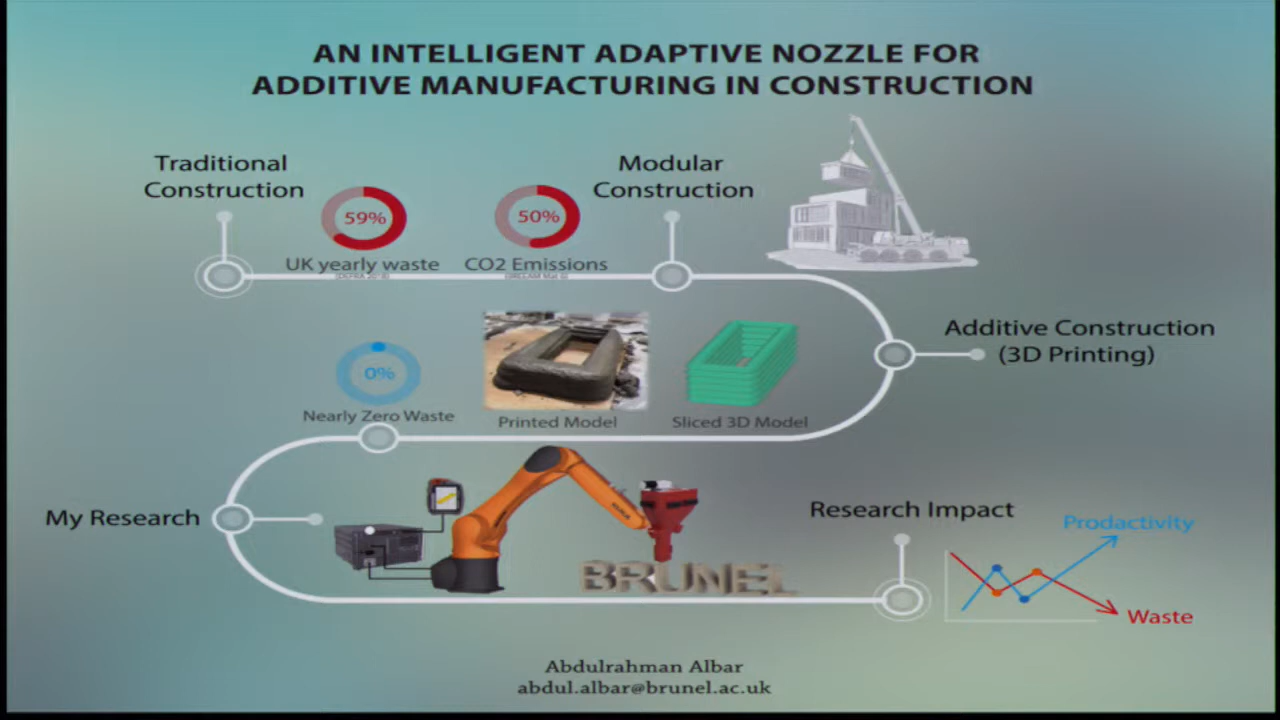 AN INTELLIGENT ADAPTIVE NOZZLE FOR
ADDITIVE MANUFACTURING IN CONSTRUCTION
Traditional
Construction
59%
UK yearly waste
50%
CO2 Emissions
Modular
Construction
Additive Construction
(3D Printing)
0%
Nearly Zero Waste
Printed Model
Sliced 3D Model
My Research
BRUNEL
Research Impact
Prodactivity
Waste
Abdulrahman Albar
abdul.albar@brunel.ac.uk